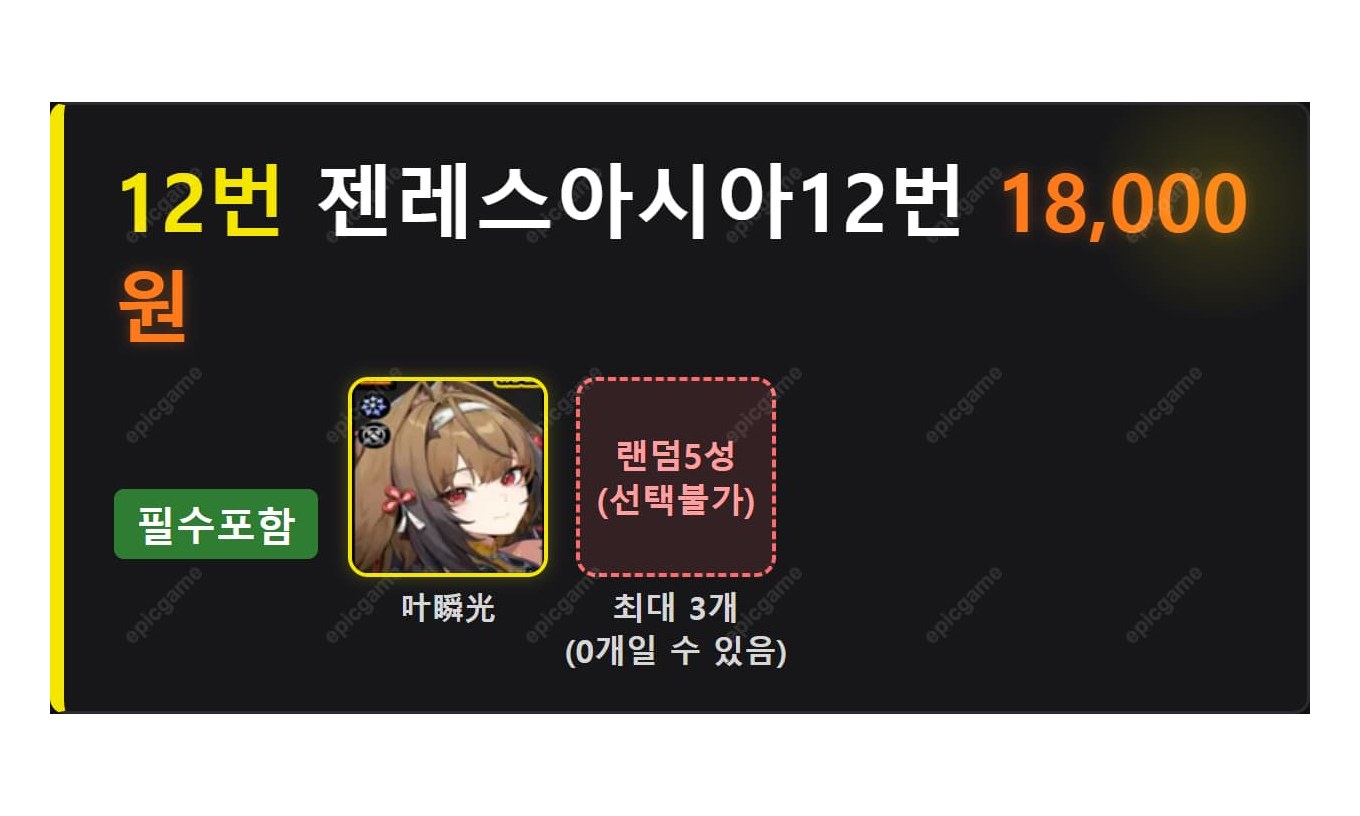 12번 젠레스아시아12번 18,000
원
필수포함
叶瞬光
랜덤5성
(선택불가)
최대 3개
(0개일 수 있음)
epicgame